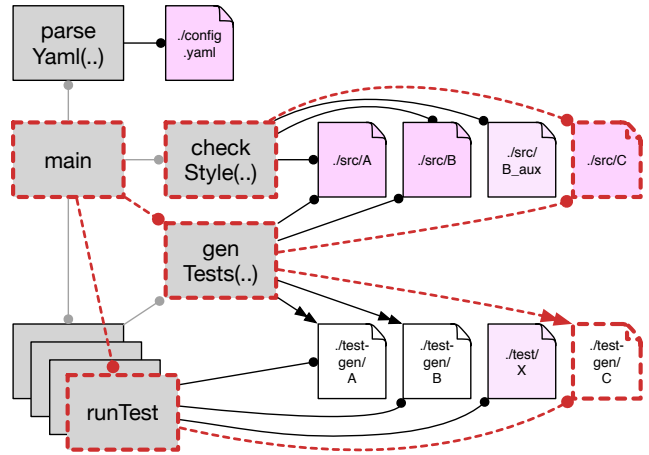 parse
Yaml(..)
./config
.yaml
main
check
Style(..)
./src/A
./src/B
./src/
B_aux
./src/C
gen
Tests(..)
./test-
gen/
A
./test-
gen/
B
./test/
X
./test-
gen/
C
runTest